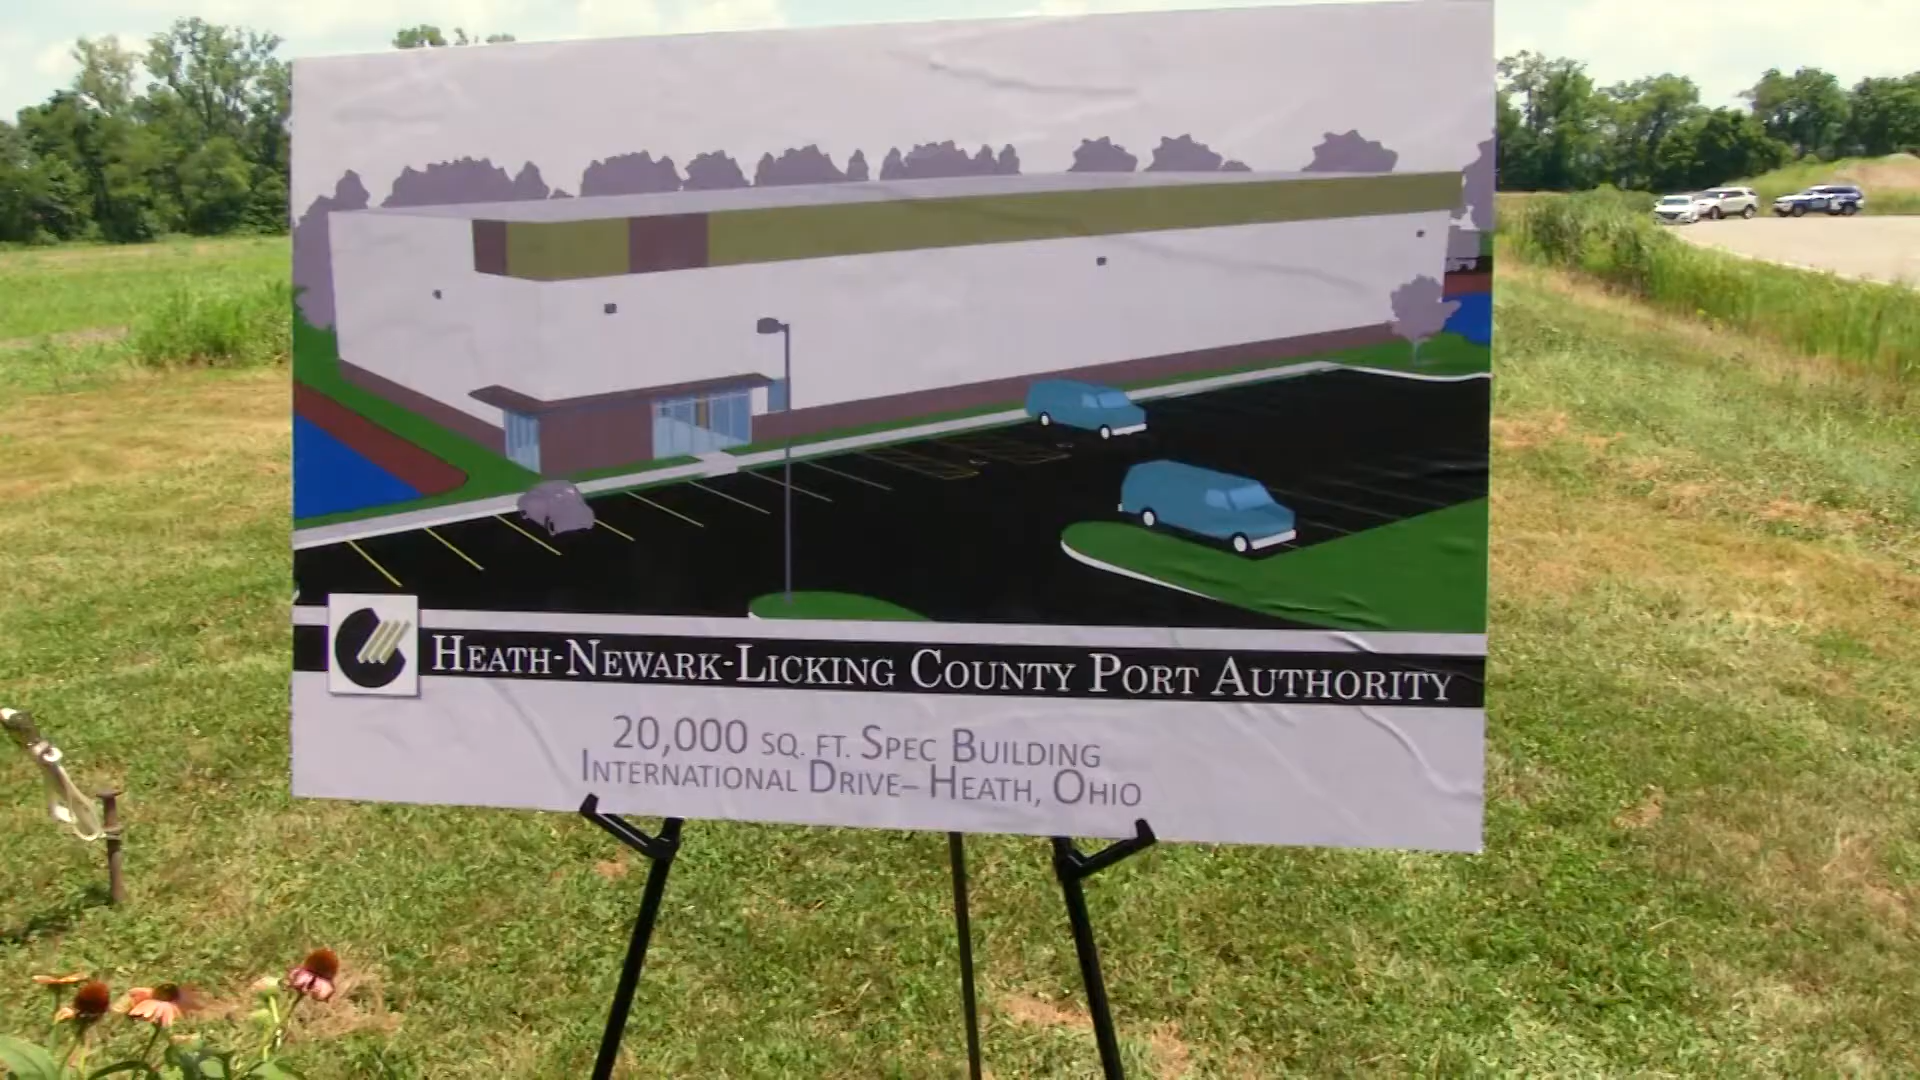 Heath-Newark-Licking County Port Authority
20,000 sq. ft. Spec Building
International Drive– Heath, Ohio